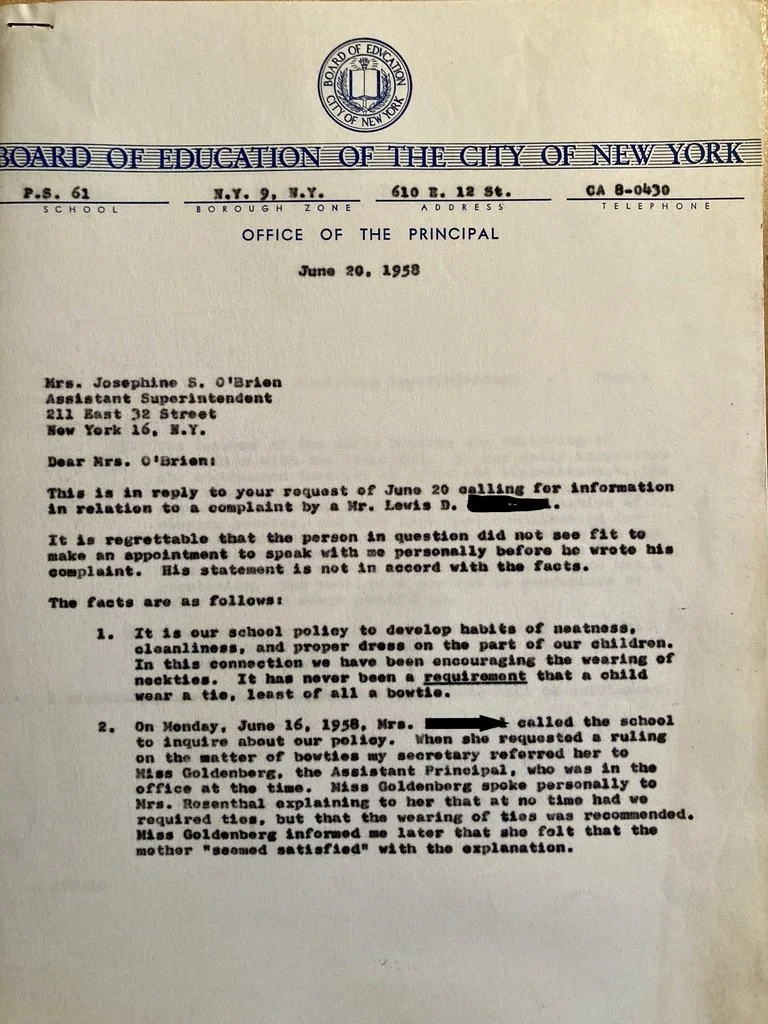 BOARD OF EDUCATION
CITY OF NEW YORK
BOARD OF EDUCATION OF THE CITY OF NEW YORK
P.S. 61 N.Y. 9, N.Y. 610 E. 12 St. CA 8-0430
SCHOOL BOROUGH ZONE ADDRESS TELEPHONE
OFFICE OF THE PRINCIPAL
June 20, 1958
Mrs. Josephine S. O'Brien
Assistant Superintendent
211 East 32 Street
New York 16, N.Y.
Dear Mrs. O'Brien:
This is in reply to your request of June 20 calling for information
in relation to a complaint by a Mr. Lewis D. .
It is regrettable that the person in question did not see fit to
make an appointment to speak with me personally before he wrote his
complaint. His statement is not in accord with the facts.
The facts are as follows:
1. It is our school policy to develop habits of neatness,
cleanliness, and proper dress on the part of our children.
In this connection we have been encouraging the wearing of
neckties. It has never been a requirement that a child
wear a tie, least of all a bowtie.
2. On Monday, June 16, 1958, Mrs. called the school
to inquire about our policy. When she requested a ruling
on the matter of bowties my secretary referred her to
Miss Goldenberg, the Assistant Principal, who was in the
office at the time. Miss Goldenberg spoke personally to
Mrs. Rosenthal explaining to her that at no time had we
required ties, but that the wearing of ties was recommended.
Miss Goldenberg informed me later that she felt that the
mother "seemed satisfied" with the explanation.